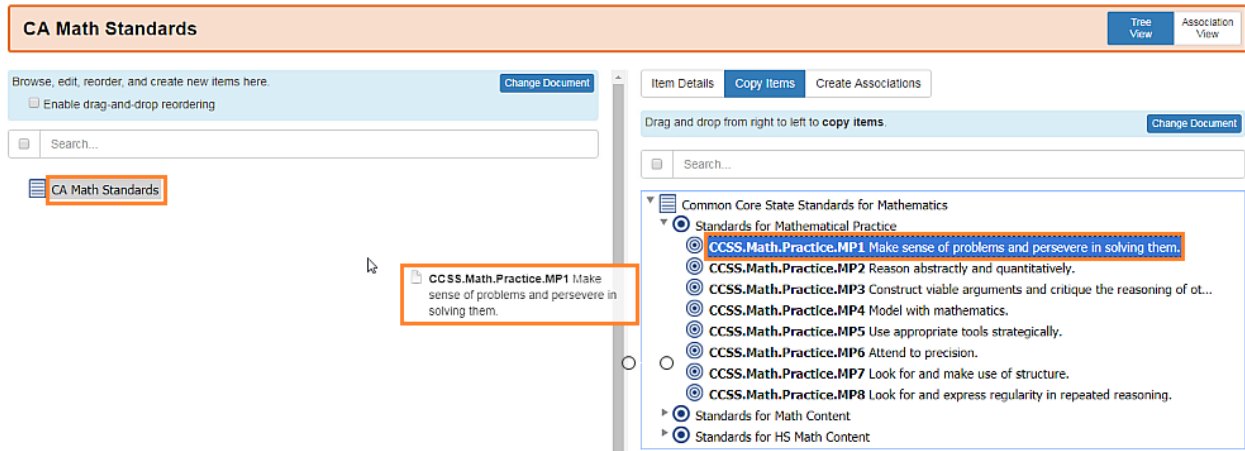 CA Math Standards
Tree
View
Association
View
Browse, edit, reorder, and create new items here.
Change Document
Enable drag-and-drop reordering
Search...
CA Math Standards
CCSS.Math.Practice.MP1 Make
sense of problems and persevere in
solving them.
Item Details
Copy Items
Create Associations
Drag and drop from right to left to copy items.
Change Document
Search...
Common Core State Standards for Mathematics
Standards for Mathematical Practice
CCSS.Math.Practice.MP1 Make sense of problems and persevere in solving them.
CCSS.Math.Practice.MP2 Reason abstractly and quantitatively.
CCSS.Math.Practice.MP3 Construct viable arguments and critique the reasoning of ot...
CCSS.Math.Practice.MP4 Model with mathematics.
CCSS.Math.Practice.MP5 Use appropriate tools strategically.
CCSS.Math.Practice.MP6 Attend to precision.
CCSS.Math.Practice.MP7 Look for and make use of structure.
CCSS.Math.Practice.MP8 Look for and express regularity in repeated reasoning.
Standards for Math Content
Standards for HS Math Content